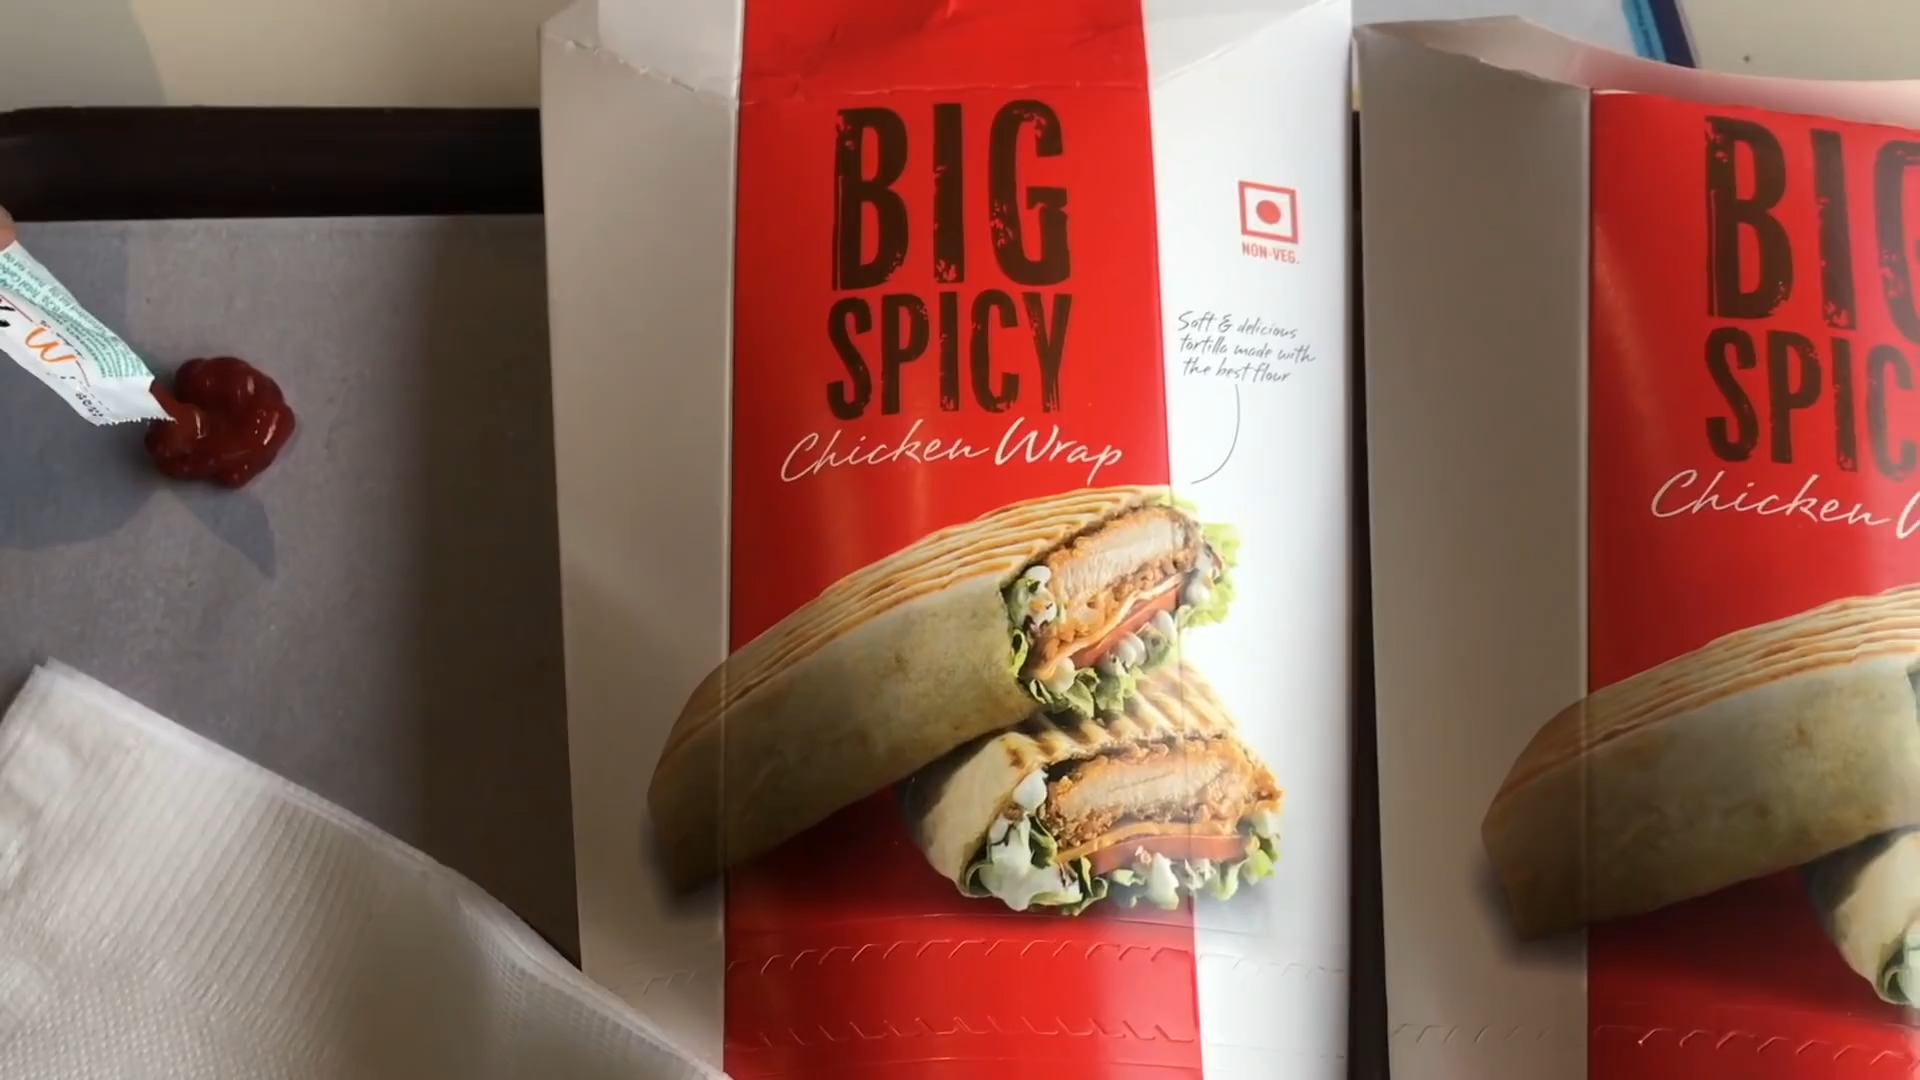 BIG
SPICY
Chicken Wrap
NON-VEG.
Soft & delicious
tortilla made with
the best flour
BIG
SPIC
Chicken W